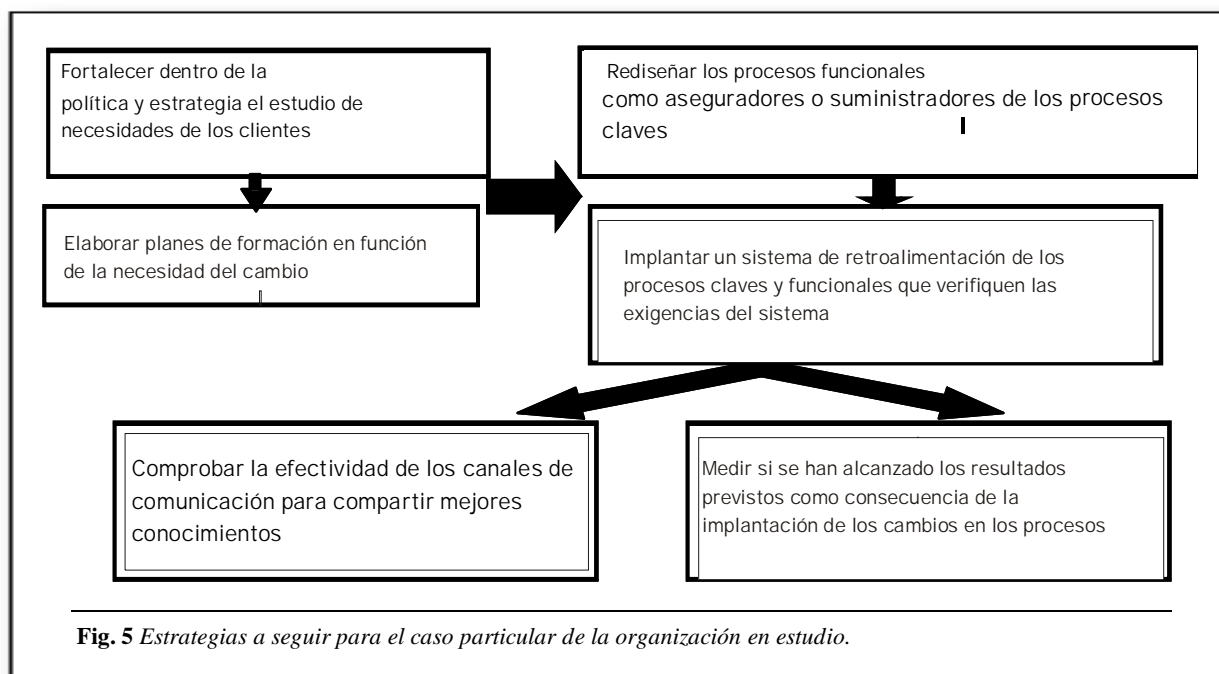 Fortalecer dentro de la
política y estrategia el estudio de
necesidades de los clientes
Rediseñar los procesos funcionales
como aseguradores o suministradores de los procesos
claves
Elaborar planes de formación en función
de la necesidad del cambio
Implantar un sistema de retroalimentación de los
procesos claves y funcionales que verifiquen las
exigencias del sistema
Comprobar la efectividad de los canales de
comunicación para compartir mejores
conocimientos
Medir si se han alcanzado los resultados
previstos como consecuencia de la
implantación de los cambios en los procesos
Fig. 5 Estrategias a seguir para el caso particular de la organización en estudio.